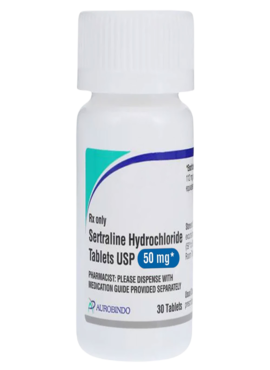 Rx only
Sertraline Hydrochloride
Tablets USP 50 mg*
PHARMACIST: PLEASE DISPENSE WITH
MEDICATION GUIDE PROVIDED SEPARATELY
AUROBINDO
30 Tablets